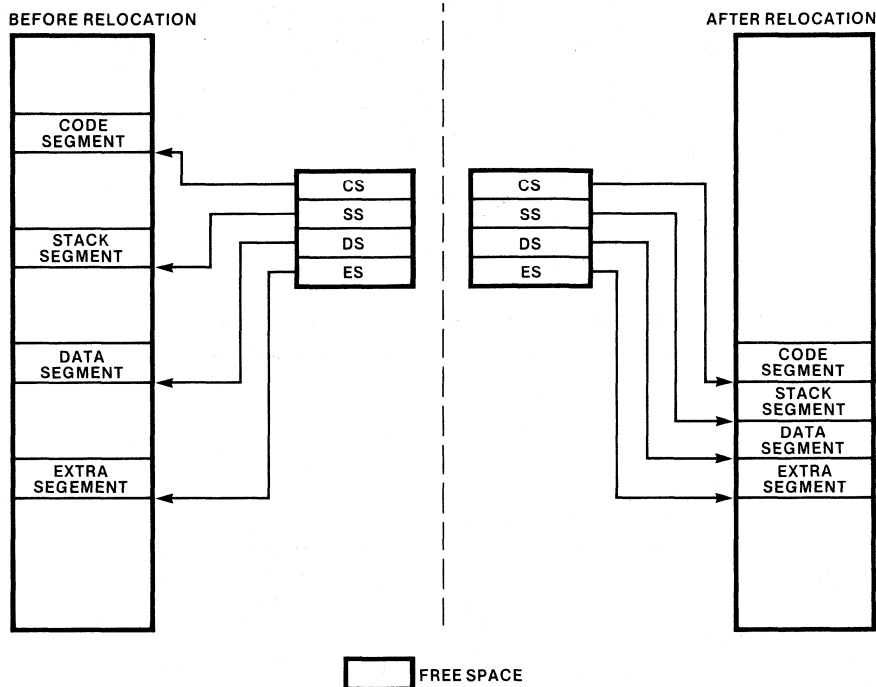 BEFORE RELOCATION
CODE
SEGMENT
STACK
SEGMENT
DATA
SEGMENT
EXTRA
SEGEMENT
CS
SS
DS
ES
AFTER RELOCATION
CS
SS
DS
ES
CODE
SEGMENT
STACK
SEGMENT
DATA
SEGMENT
EXTRA
SEGMENT
FREE SPACE